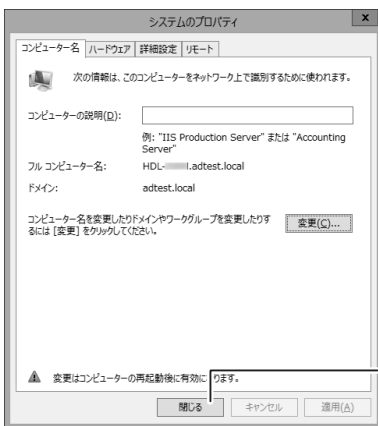 システムのプロパティ
x
コンピューター名 ハードウェア 詳細設定 リモート
次の情報は、このコンピューターをネットワーク上で識別するために使われます。
コンピューターの説明(D):
例: "IIS Production Server" または "Accounting
Server"
フル コンピューター名: HDL- .adtest.local
ドメイン: adtest.local
コンピューター名を変更したりドメインやワークグループを変更したりす 変更(C)...
るには [変更] をクリックしてください。
変更はコンピューターの再起動後に有効になります。
閉じる キャンセル 適用(A)